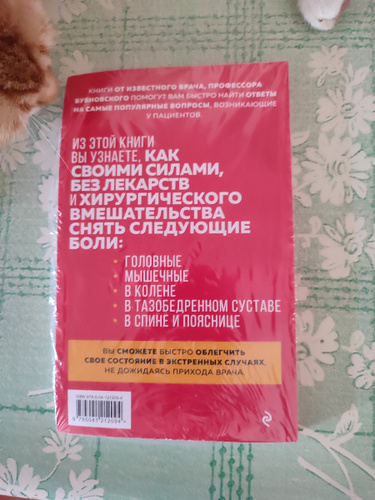 КНИГИ ОТ ИЗВЕСТНОГО ВРАЧА, ПРОФЕССОРА
БУБНОВСКОГО ПОМОГУТ ВАМ БЫСТРО НАЙТИ ОТВЕТЫ
НА САМЫЕ ПОПУЛЯРНЫЕ ВОПРОСЫ, ВОЗНИКАЮЩИЕ
У ПАЦИЕНТОВ.
ИЗ ЭТОЙ КНИГИ
ВЫ УЗНАЕТЕ, КАК
СВОИМИ СИЛАМИ,
БЕЗ ЛЕКАРСТВ
И ХИРУРГИЧЕСКОГО
ВМЕШАТЕЛЬСТВА
СНЯТЬ СЛЕДУЮЩИЕ
БОЛИ:
• ГОЛОВНЫЕ
• МЫШЕЧНЫЕ
• В КОЛЕНЕ
• В ТАЗОБЕДРЕННОМ СУСТАВЕ
• В СПИНЕ И ПОЯСНИЦЕ
ВЫ СМОЖЕТЕ БЫСТРО ОБЛЕГЧИТЬ
СВОЕ СОСТОЯНИЕ В ЭКСТРЕННЫХ СЛУЧАЯХ,
НЕ ДОЖИДАЯСЬ ПРИХОДА ВРАЧА.